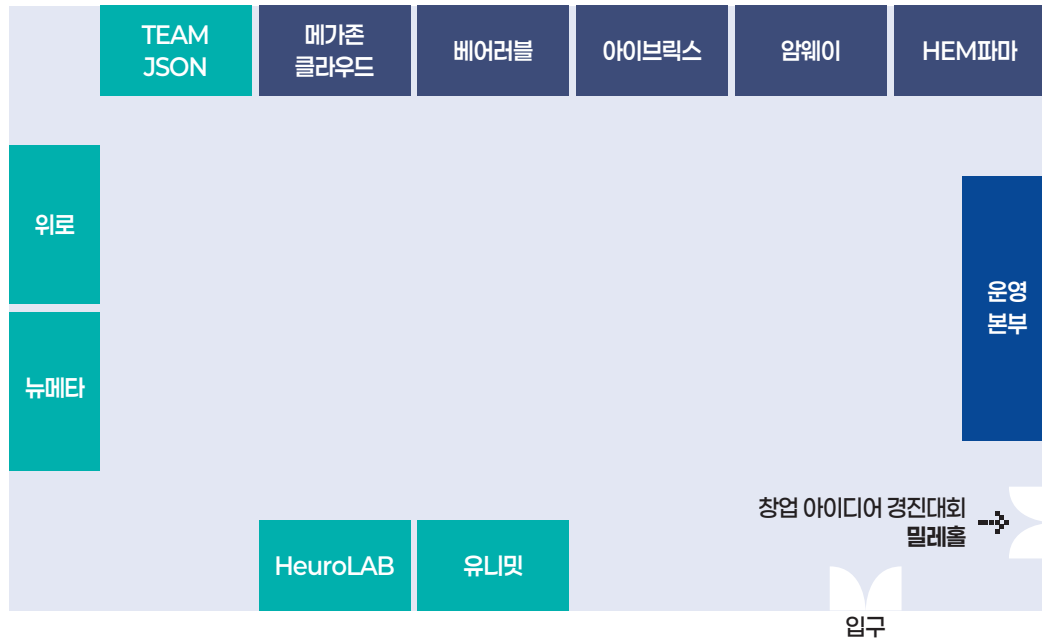 TEAM
JSON
메가존
클라우드
베어러블
아이브릭스
암웨이
HEM파마
위로
운영
본부
뉴메타
창업 아이디어 경진대회
밀레홀
HeuroLAB
유니밋
입구